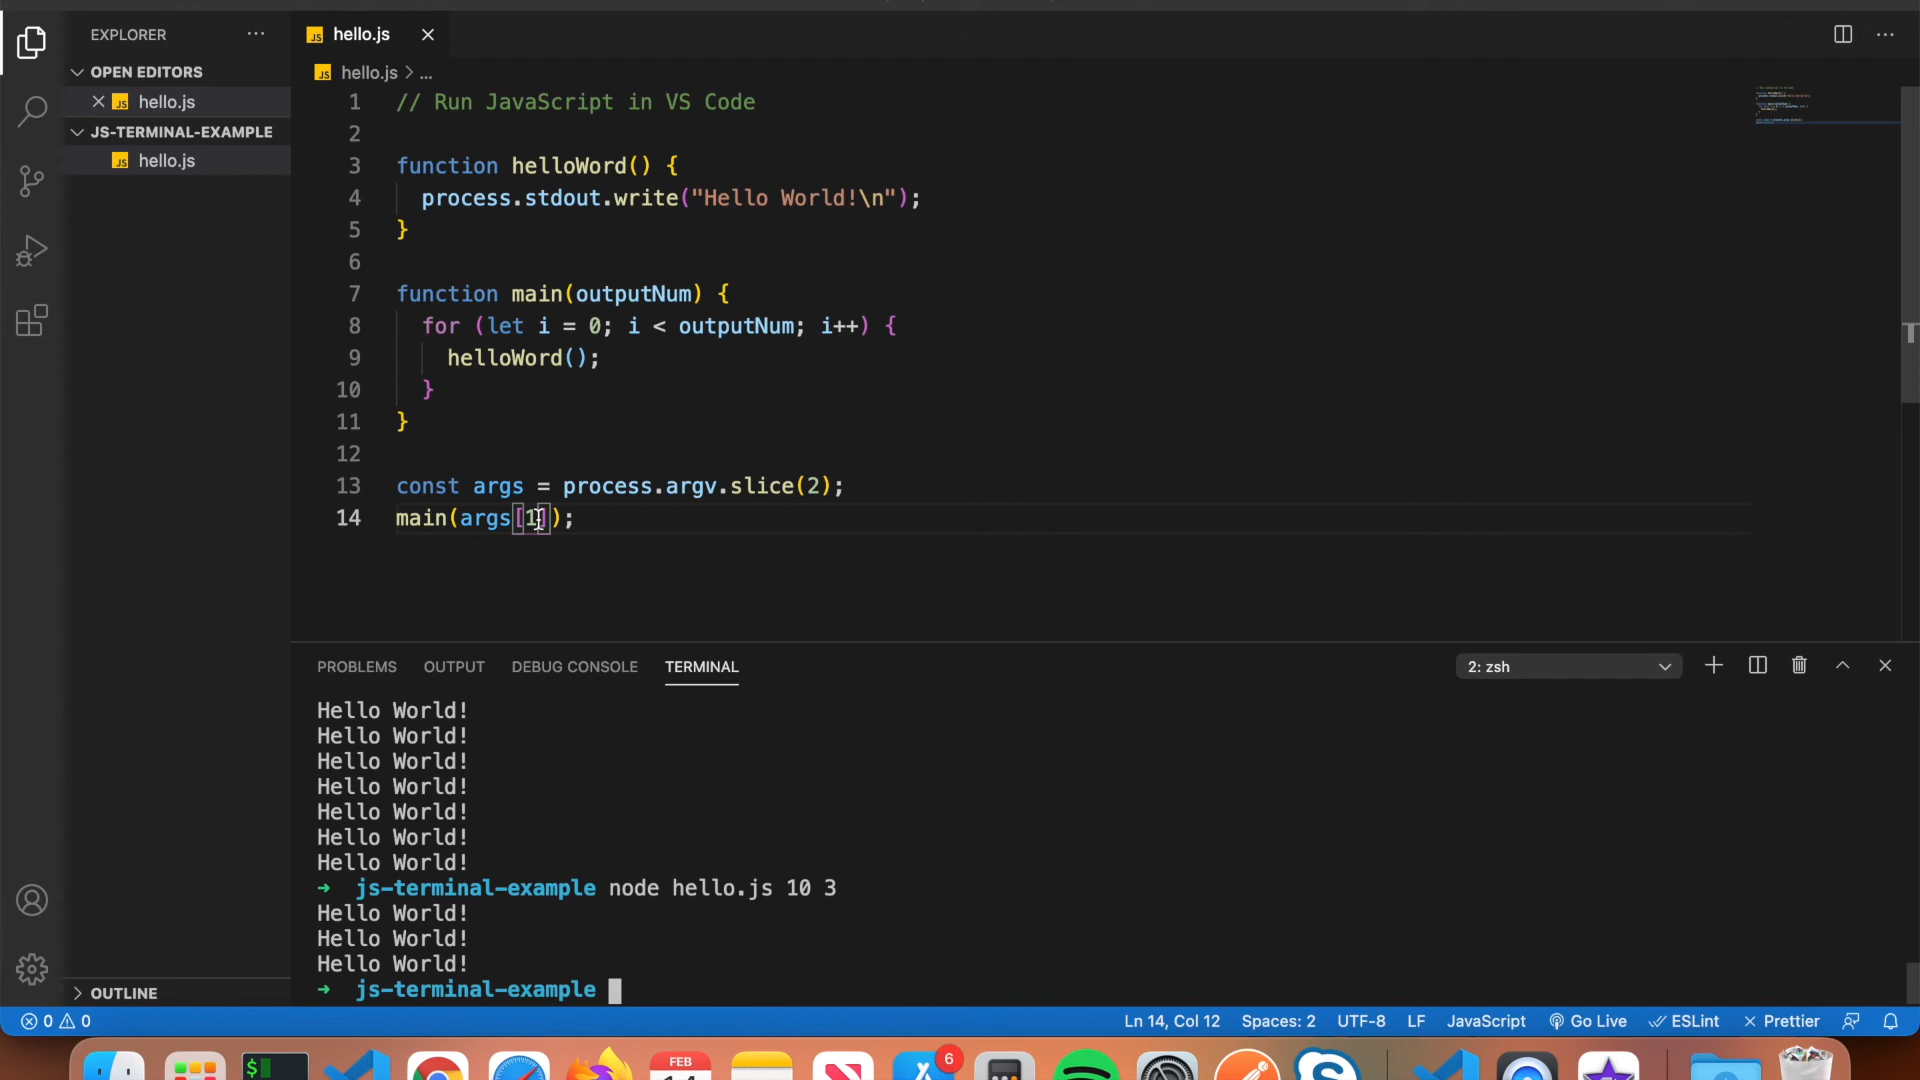 EXPLORER
hello.js
OPEN EDITORS
hello.js
JS-TERMINAL-EXAMPLE
hello.js
OUTLINE
hello.js > ...
1 // Run JavaScript in VS Code
2
3 function helloWord() {
4 process.stdout.write("Hello World!\n");
5 }
6
7 function main(outputNum) {
8 for (let i = 0; i < outputNum; i++) {
9 helloWord();
10 }
11 }
12
13 const args = process.argv.slice(2);
14 main(args[1]);
PROBLEMS OUTPUT DEBUG CONSOLE TERMINAL 2: zsh
Hello World!
Hello World!
Hello World!
Hello World!
Hello World!
Hello World!
Hello World!
➜ js-terminal-example node hello.js 10 3
Hello World!
Hello World!
Hello World!
➜ js-terminal-example
0 0 Ln 14, Col 12 Spaces: 2 UTF-8 LF JavaScript Go Live ESLint Prettier
$ FEB 6